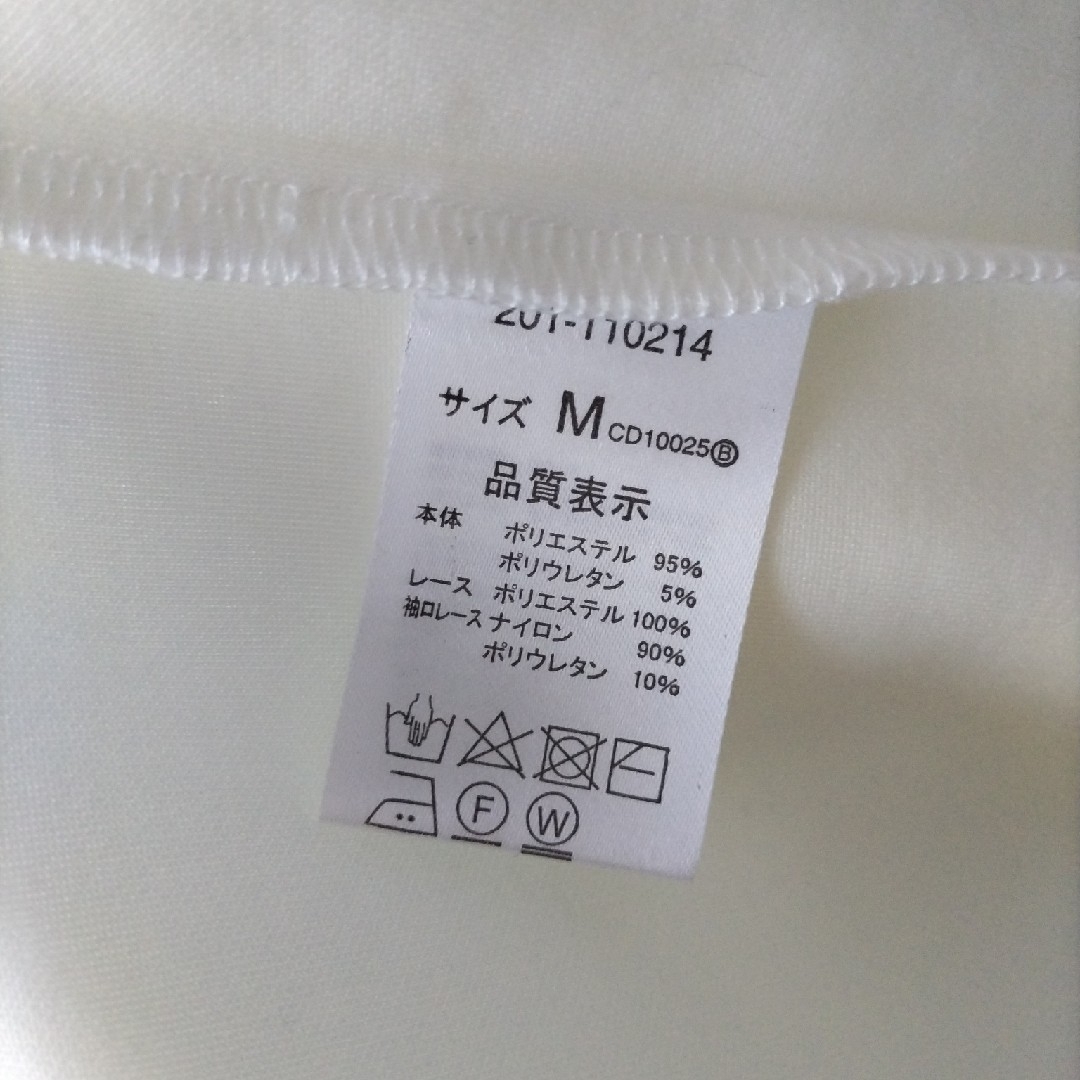 201-110214
サイズ M CD10025Ⓑ
品質表示
本体 ポリエステル 95%
ポリウレタン 5%
レース ポリエステル 100%
袖口レース ナイロン 90%
ポリウレタン 10%
F W